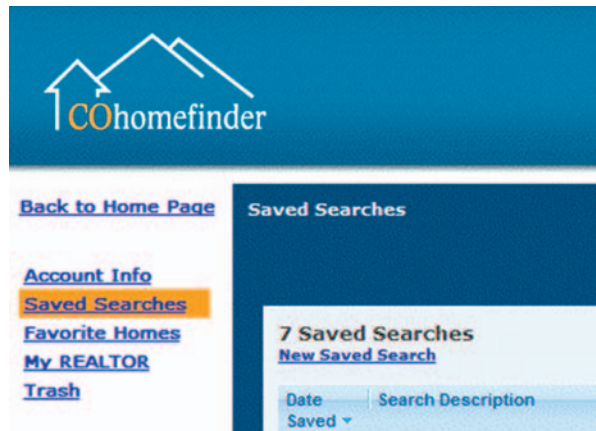 COhomefinder
Back to Home Page
Account Info
Saved Searches
Favorite Homes
My REALTOR
Trash
Saved Searches
7 Saved Searches
New Saved Search
Date Saved
Search Description